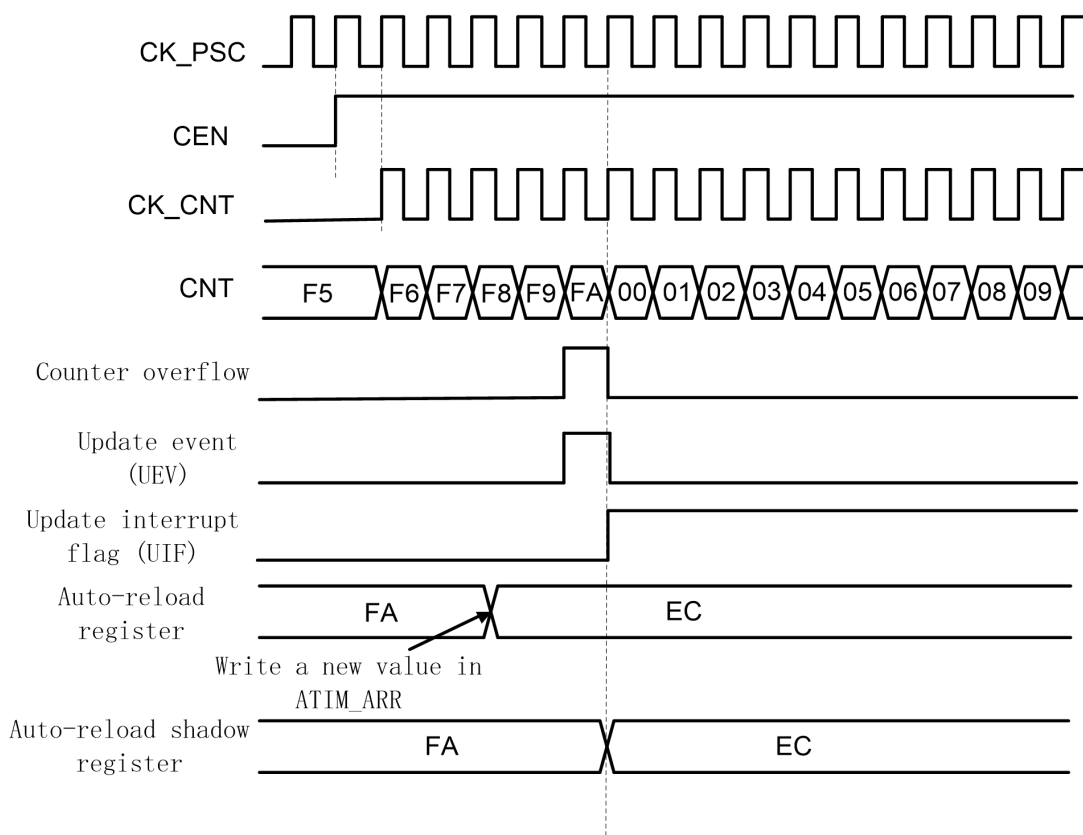 CK_PSC
CEN
CK_CNT
CNT
F5 F6 F7 F8 F9 FA 00 01 02 03 04 05 06 07 08 09
Counter overflow
Update event
(UEV)
Update interrupt
flag (UIF)
Auto-reload
register
FA
EC
Write a new value in
ATIM_ARR
Auto-reload shadow
register
FA
EC